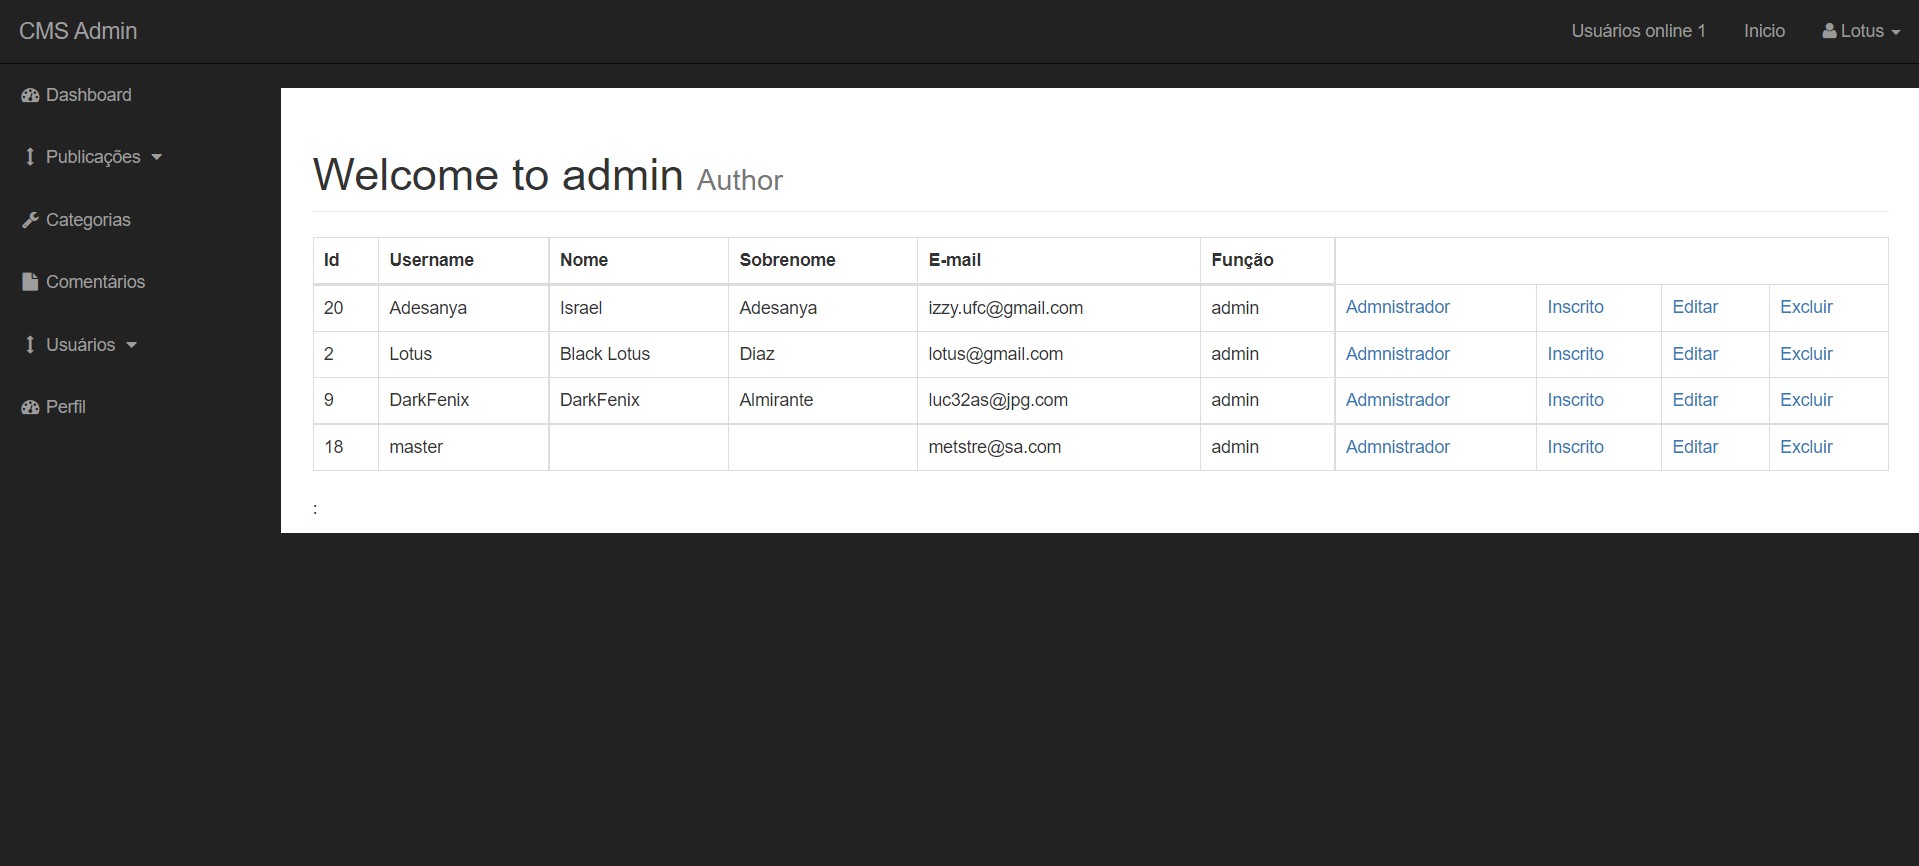 CMS Admin Usuários online 1 Inicio Lotus
Dashboard
Publicações
Categorias
Comentários
Usuários
Perfil
Welcome to admin Author
Id Username Nome Sobrenome E-mail Função
20 Adesanya Israel Adesanya izzy.ufc@gmail.com admin Admnistrador Inscrito Editar Excluir
2 Lotus Black Lotus Diaz lotus@gmail.com admin Admnistrador Inscrito Editar Excluir
9 DarkFenix DarkFenix Almirante luc32as@jpg.com admin Admnistrador Inscrito Editar Excluir
18 master metstre@sa.com admin Admnistrador Inscrito Editar Excluir
: